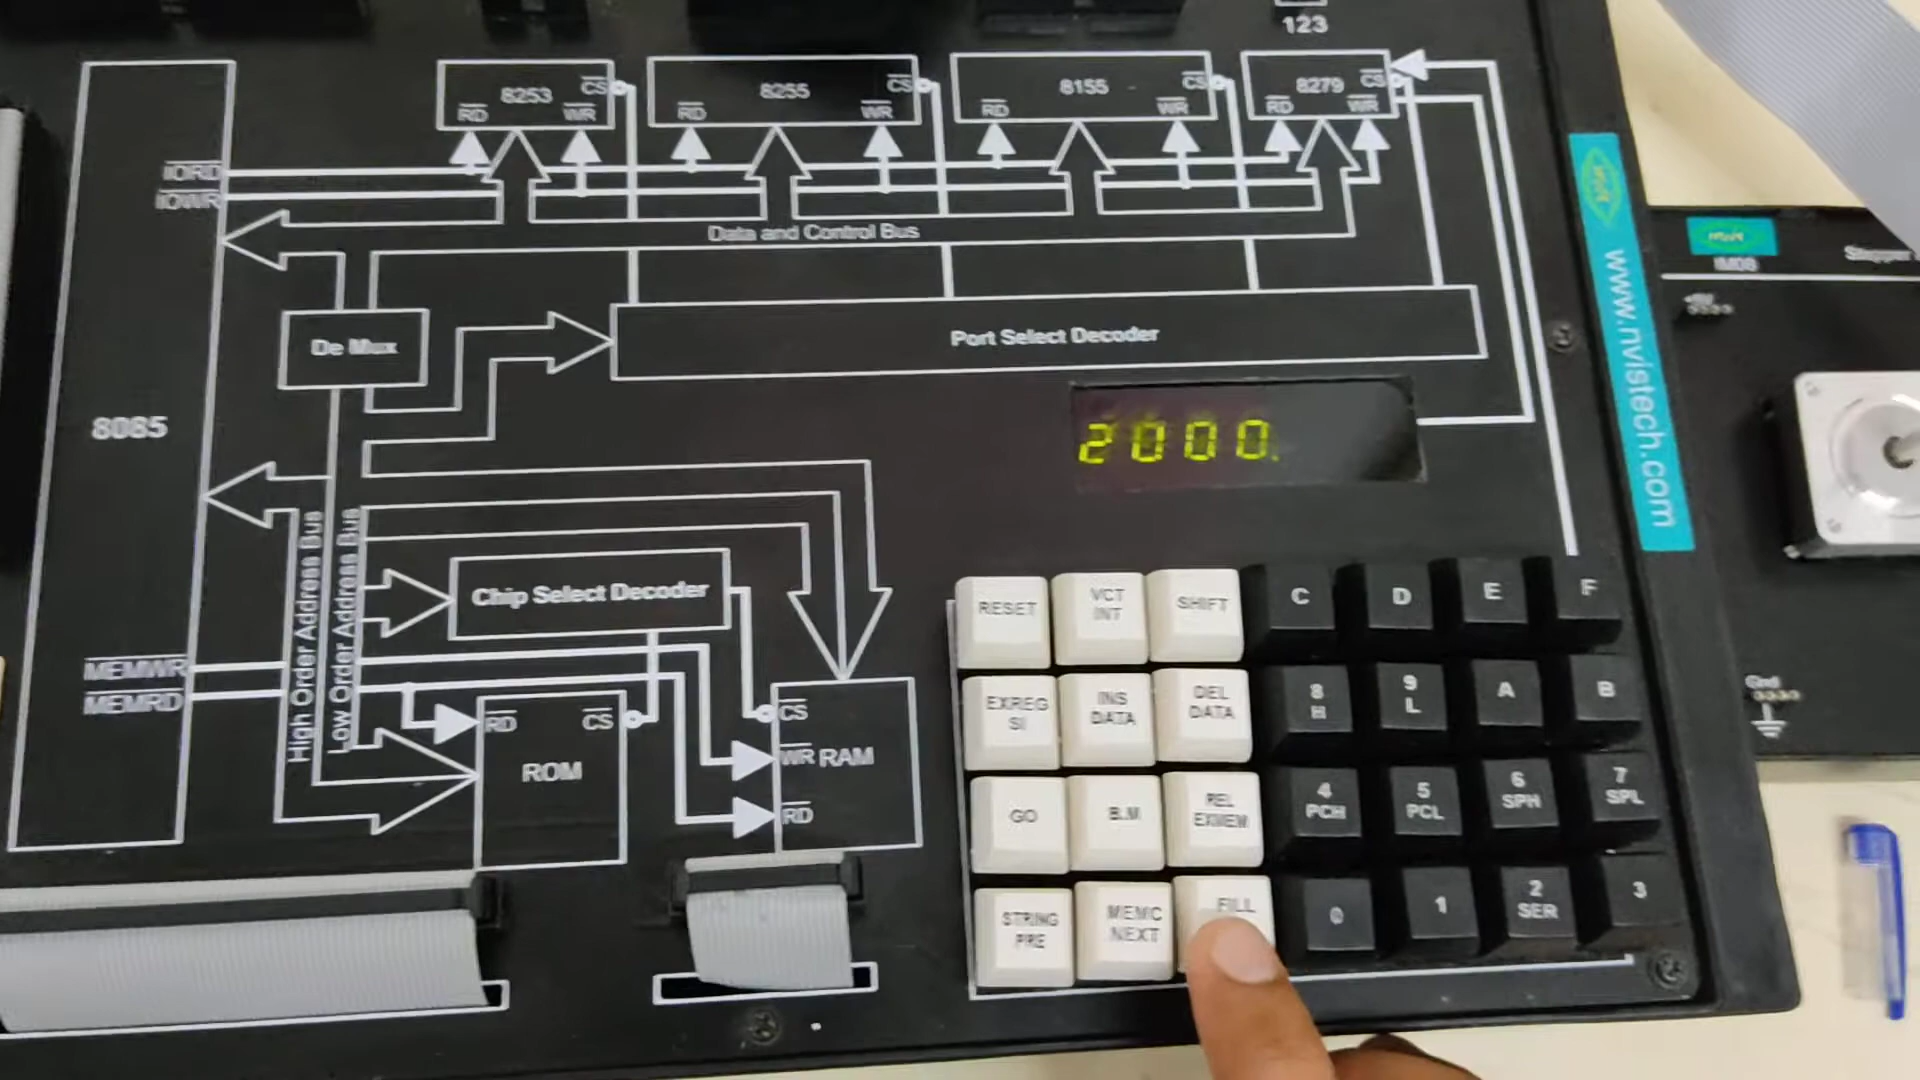 123
8253
CS
RD
WR
8255
CS
RD
WR
8155
CS
RD
WR
8279
CS
RD
WR
IORD
IOWR
Data and Control Bus
De Mux
Port Select Decoder
8085
2000.
High Order Address Bus
Low Order Address Bus
Chip Select Decoder
MEMWR
MEMRD
RD
CS
ROM
CS
WR RAM
RD
RESET
VCT
INT
SHIFT
C
D
E
F
EXREG
SI
INS
DATA
DEL
DATA
8
H
9
L
A
B
GO
B.M
REL
EXMEM
4
PCH
5
PCL
6
SPH
7
SPL
STRING
PRE
MEMC
NEXT
FILL
0
1
2
SER
3
www.nvistech.com
nvis
IM08
Stepper
+5V
Gnd